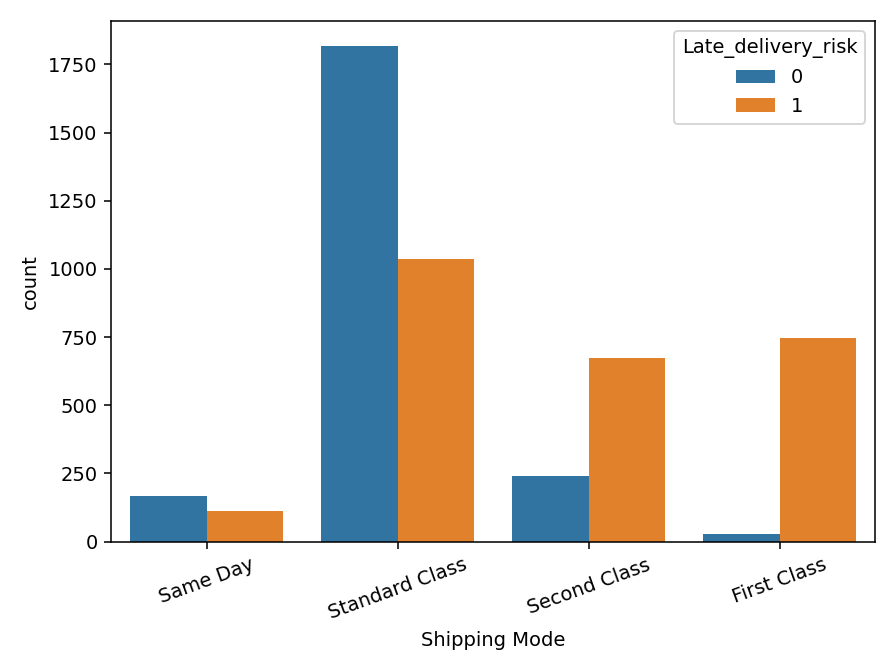 Late_delivery_risk
0
1
1750
1500
1250
1000
750
500
250
0
count
Same Day
Standard Class
Second Class
First Class
Shipping Mode